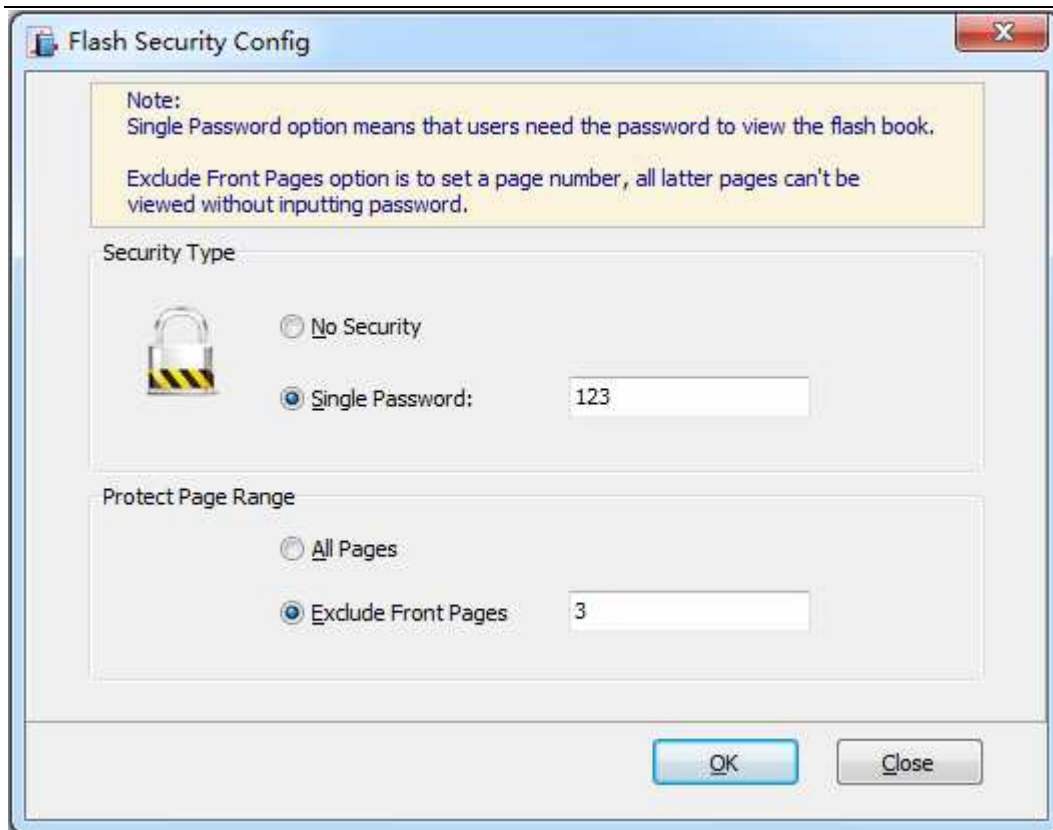 Flash Security Config
Note:
Single Password option means that users need the password to view the flash book.
Exclude Front Pages option is to set a page number, all latter pages can't be
viewed without inputting password.
Security Type
No Security
Single Password: 123
Protect Page Range
All Pages
Exclude Front Pages 3
OK Close